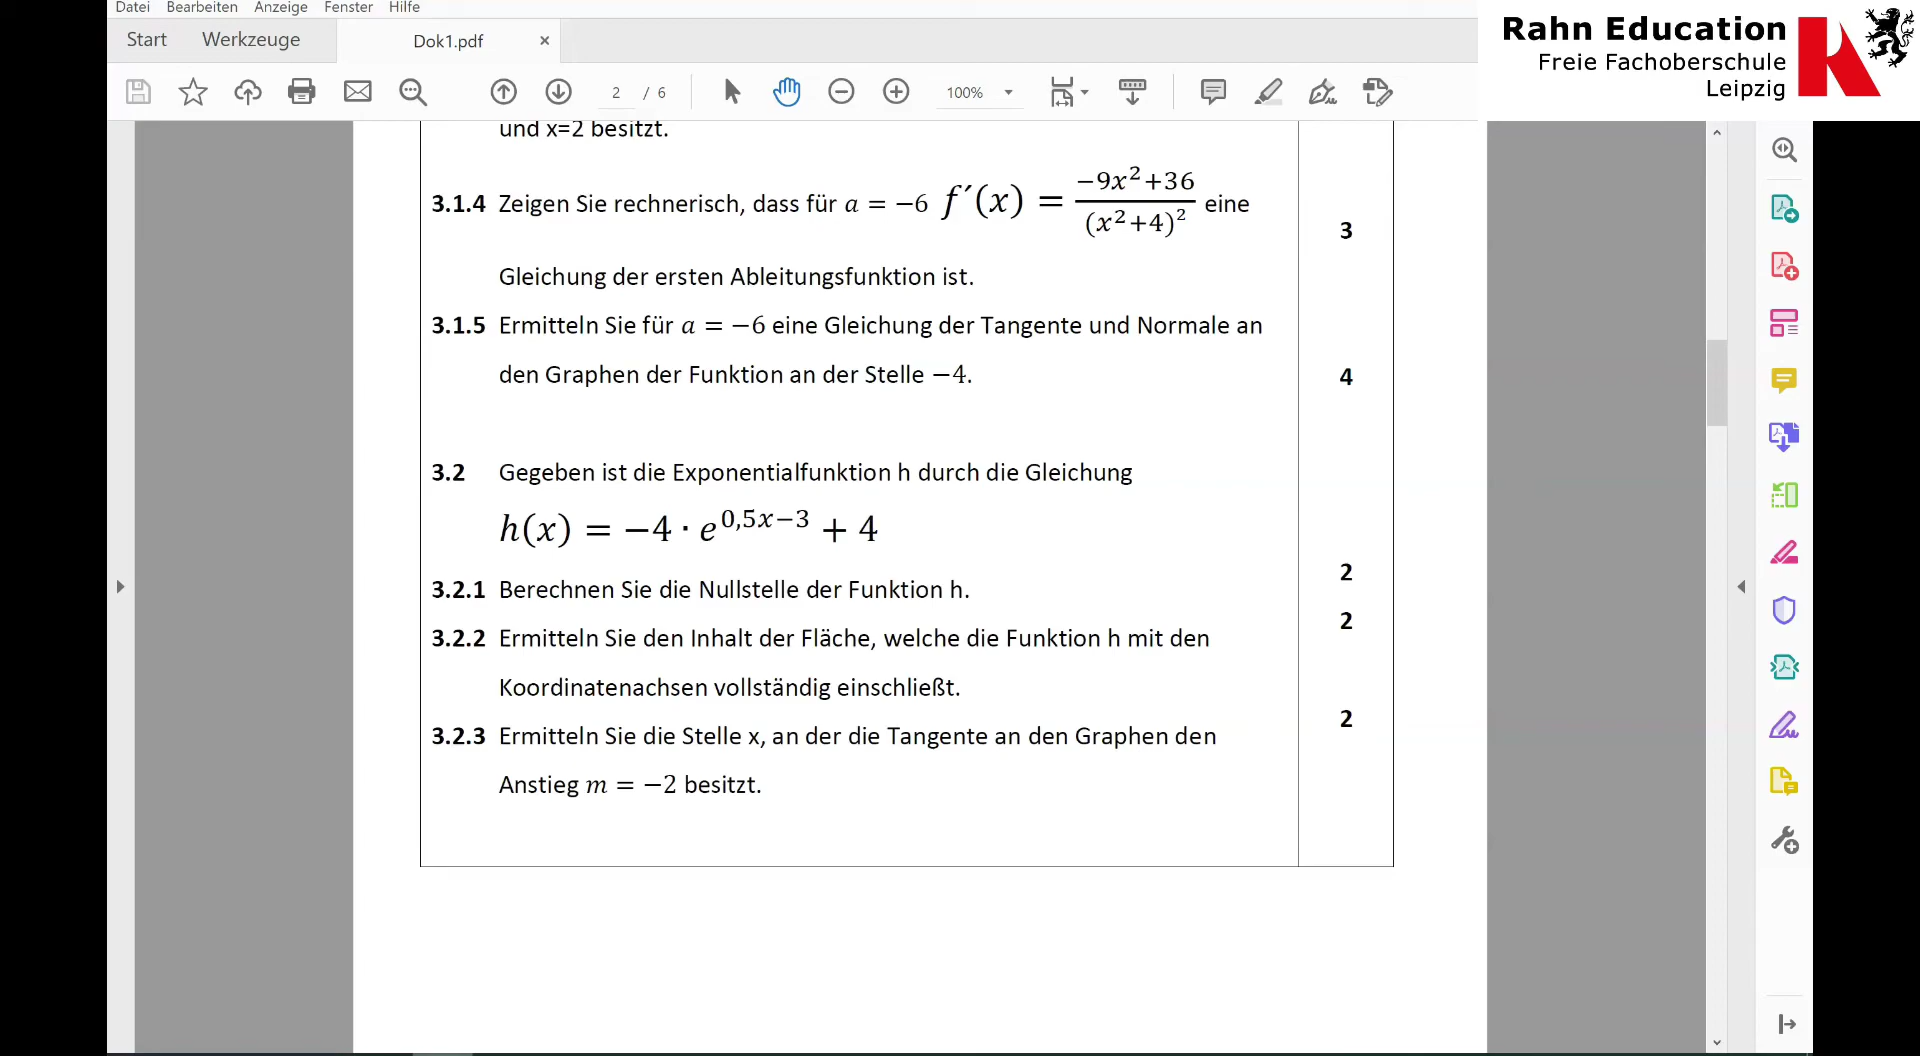 Datei Bearbeiten Anzeige Fenster Hilfe
Rahn Education
Freie Fachoberschule
Leipzig
Start Werkzeuge Dok1.pdf ×
2 / 6 100%
und x=2 besitzt.
3.1.4 Zeigen Sie rechnerisch, dass für a = −6 f´(x) = (−9x²+36)/(x²+4)² eine
3
Gleichung der ersten Ableitungsfunktion ist.
3.1.5 Ermitteln Sie für a = −6 eine Gleichung der Tangente und Normale an
den Graphen der Funktion an der Stelle −4.
4
3.2 Gegeben ist die Exponentialfunktion h durch die Gleichung
h(x) = −4 · e^(0,5x−3) + 4
2
3.2.1 Berechnen Sie die Nullstelle der Funktion h.
2
3.2.2 Ermitteln Sie den Inhalt der Fläche, welche die Funktion h mit den
Koordinatenachsen vollständig einschließt.
2
3.2.3 Ermitteln Sie die Stelle x, an der die Tangente an den Graphen den
Anstieg m = −2 besitzt.